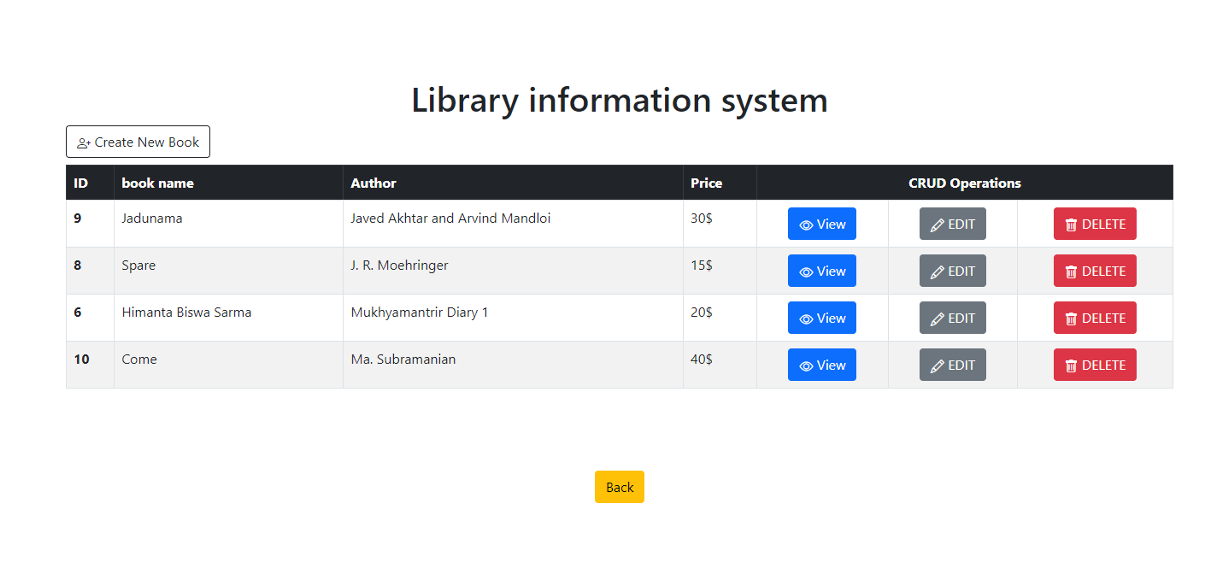 Library information system
Create New Book
ID book name Author Price CRUD Operations
9 Jadunama Javed Akhtar and Arvind Mandloi 30$ View EDIT DELETE
8 Spare J. R. Moehringer 15$ View EDIT DELETE
6 Himanta Biswa Sarma Mukhyamantrir Diary 1 20$ View EDIT DELETE
10 Come Ma. Subramanian 40$ View EDIT DELETE
Back